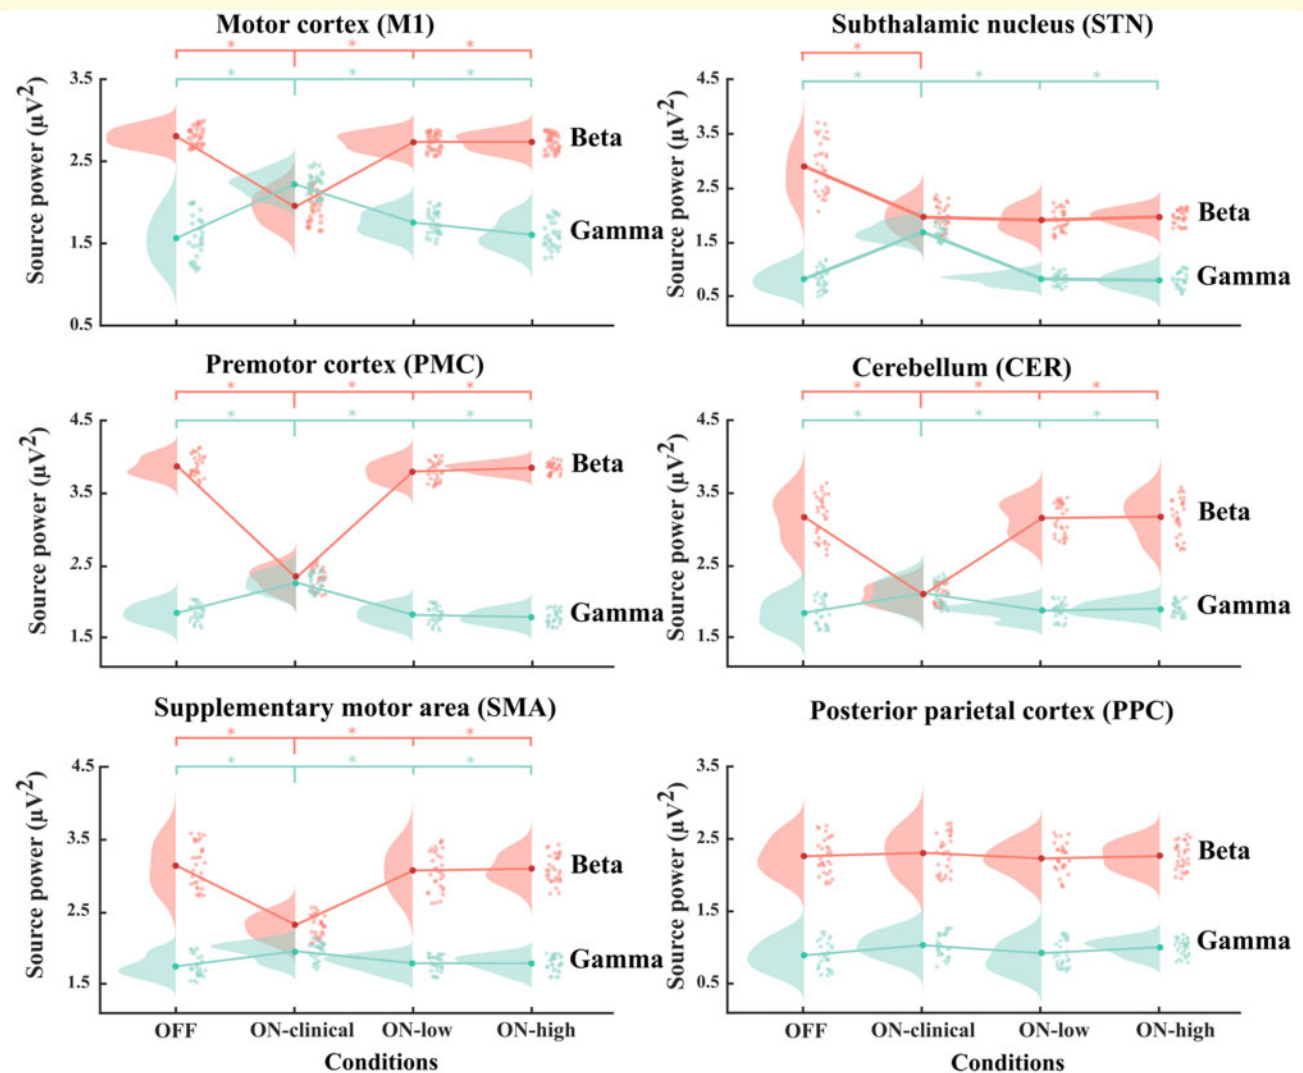 Motor cortex (M1)
* * *
* * *
Source power (µV²)
3.5
2.5
1.5
0.5
Beta
Gamma
Subthalamic nucleus (STN)
*
* * *
Source power (µV²)
4.5
3.5
2.5
1.5
0.5
Beta
Gamma
Premotor cortex (PMC)
* * *
* * *
Source power (µV²)
4.5
3.5
2.5
1.5
Beta
Gamma
Cerebellum (CER)
* * *
* * *
Source power (µV²)
4.5
3.5
2.5
1.5
Beta
Gamma
Supplementary motor area (SMA)
* * *
* * *
Source power (µV²)
4.5
3.5
2.5
1.5
Beta
Gamma
OFF ON-clinical ON-low ON-high
Conditions
Posterior parietal cortex (PPC)
Source power (µV²)
3.5
2.5
1.5
0.5
Beta
Gamma
OFF ON-clinical ON-low ON-high
Conditions